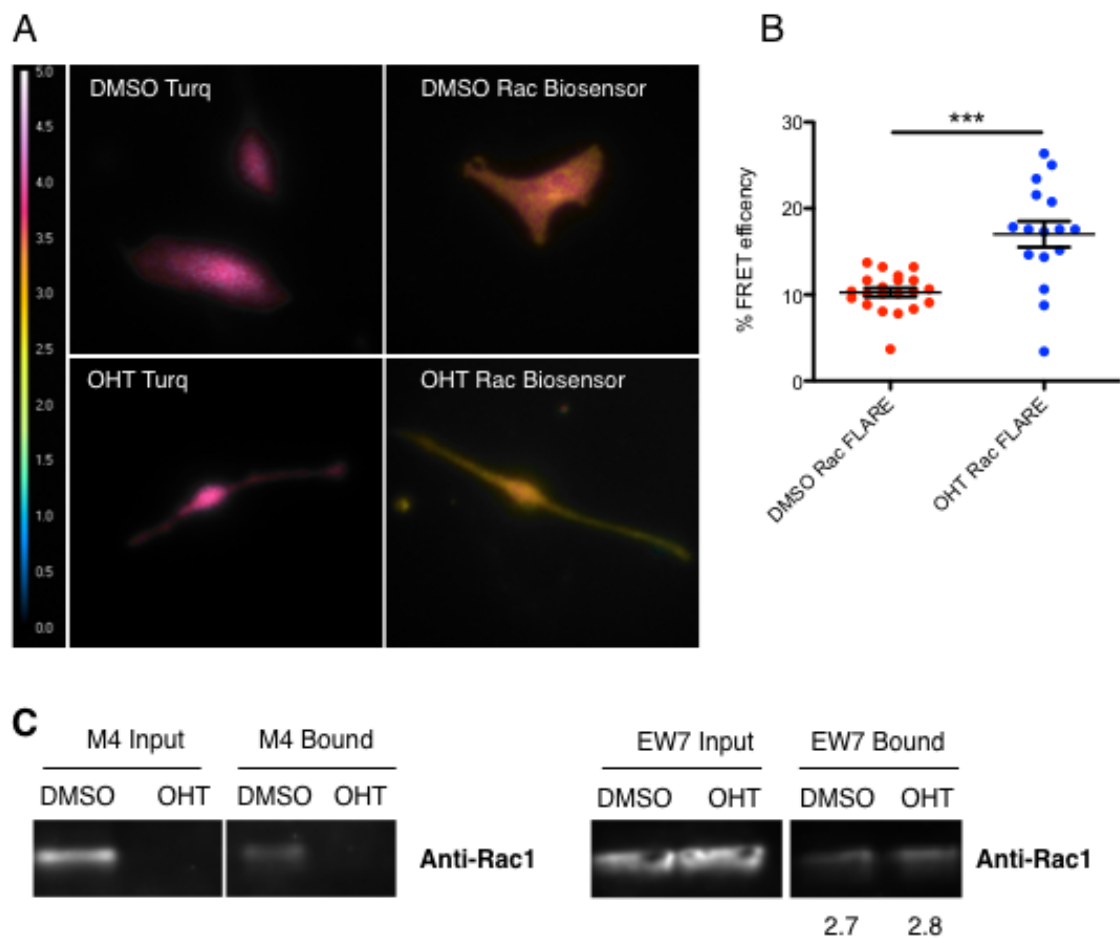 A
5.0
4.5
4.0
3.5
3.0
2.5
2.0
1.5
1.0
0.5
0.0
DMSO Turq
DMSO Rac Biosensor
OHT Turq
OHT Rac Biosensor
B
***
30
20
10
0
% FRET efficency
DMSO Rac FLARE
OHT Rac FLARE
C
M4 Input
M4 Bound
DMSO OHT
DMSO OHT
Anti-Rac1
EW7 Input
EW7 Bound
DMSO OHT
DMSO OHT
Anti-Rac1
2.7 2.8